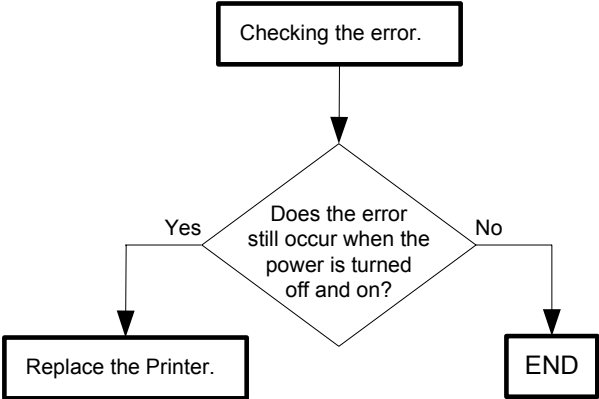 Checking the error.
Does the error
still occur when the
power is turned
off and on?
Yes
No
Replace the Printer.
END